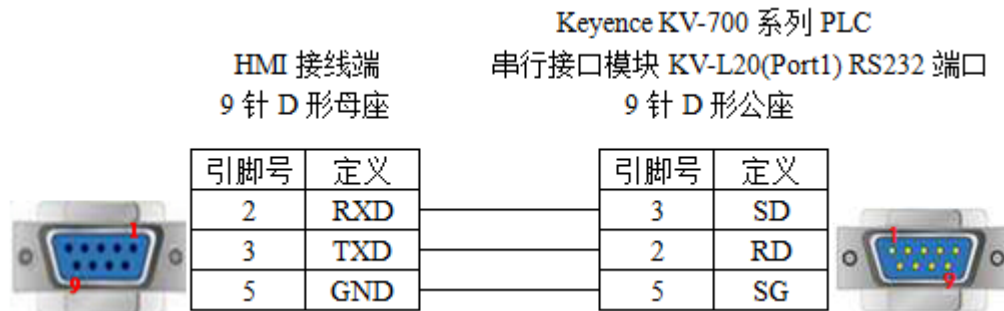 Keyence KV-700 系列 PLC
HMI 接线端
串行接口模块 KV-L20(Port1) RS232 端口
9 针 D 形母座
9 针 D 形公座
引脚号 定义
2 RXD
3 TXD
5 GND
引脚号 定义
3 SD
2 RD
5 SG
1
9
1
9